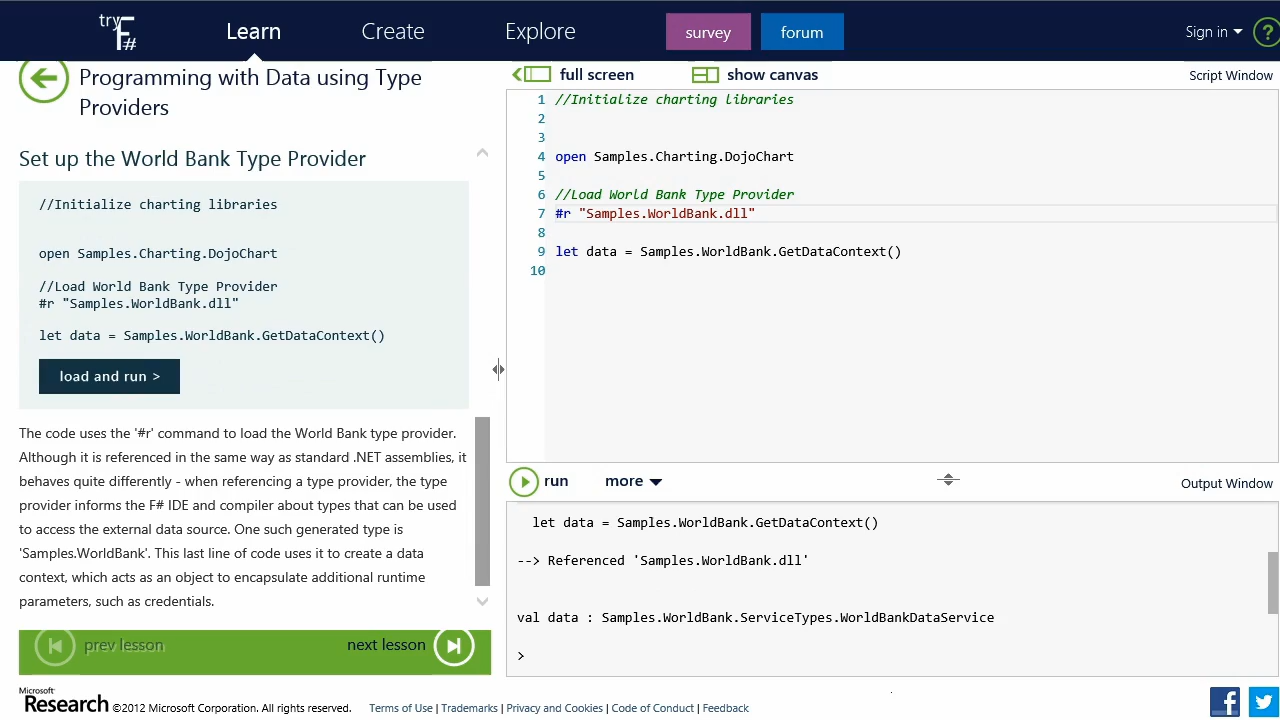 try F#
Learn
Create
Explore
survey
forum
Sign in
?
Programming with Data using Type
Providers
Set up the World Bank Type Provider
//Initialize charting libraries
open Samples.Charting.DojoChart
//Load World Bank Type Provider
#r "Samples.WorldBank.dll"
let data = Samples.WorldBank.GetDataContext()
load and run >
The code uses the '#r' command to load the World Bank type provider.
Although it is referenced in the same way as standard .NET assemblies, it
behaves quite differently - when referencing a type provider, the type
provider informs the F# IDE and compiler about types that can be used
to access the external data source. One such generated type is
'Samples.WorldBank'. This last line of code uses it to create a data
context, which acts as an object to encapsulate additional runtime
parameters, such as credentials.
prev lesson
next lesson
full screen
show canvas
Script Window
1 //Initialize charting libraries
2
3
4 open Samples.Charting.DojoChart
5
6 //Load World Bank Type Provider
7 #r "Samples.WorldBank.dll"
8
9 let data = Samples.WorldBank.GetDataContext()
10
run
more
Output Window
let data = Samples.WorldBank.GetDataContext()
--> Referenced 'Samples.WorldBank.dll'
val data : Samples.WorldBank.ServiceTypes.WorldBankDataService
>
Microsoft
Research ©2012 Microsoft Corporation. All rights reserved. Terms of Use | Trademarks | Privacy and Cookies | Code of Conduct | Feedback